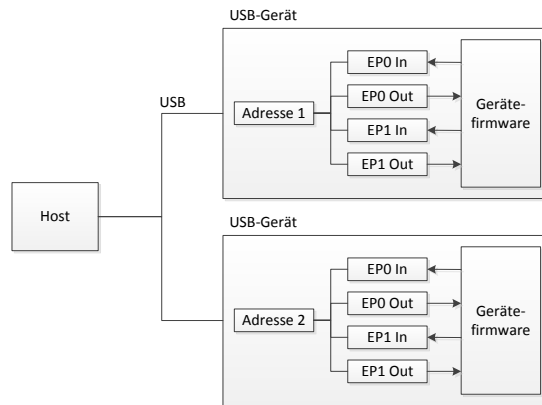 USB-Gerät
EP0 In
EP0 Out
EP1 In
EP1 Out
Adresse 1
Geräte-
firmware
USB
Host
USB-Gerät
EP0 In
EP0 Out
EP1 In
EP1 Out
Adresse 2
Geräte-
firmware